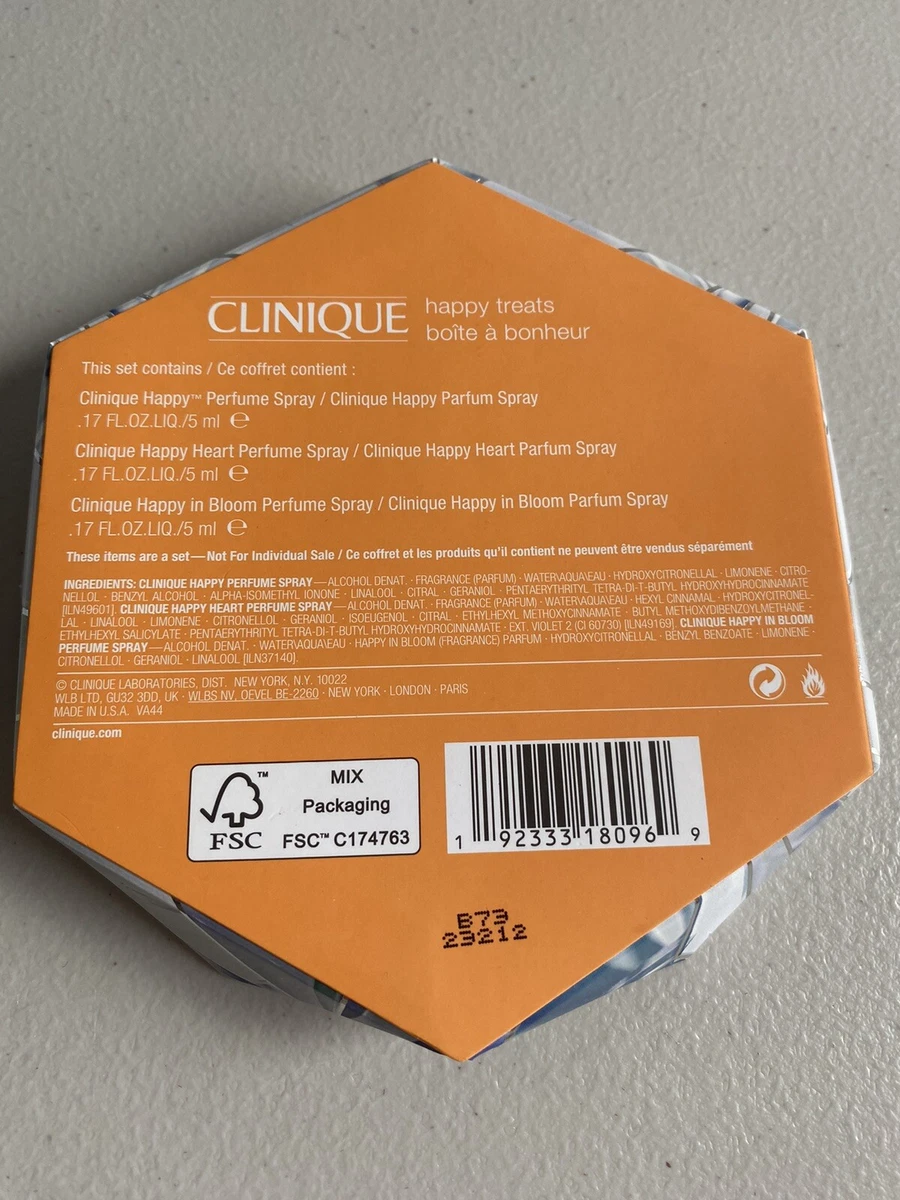 CLINIQUE happy treats
boîte à bonheur
This set contains / Ce coffret contient :
Clinique Happy™ Perfume Spray / Clinique Happy Parfum Spray
.17 FL.OZ.LIQ./5 ml ℮
Clinique Happy Heart Perfume Spray / Clinique Happy Heart Parfum Spray
.17 FL.OZ.LIQ./5 ml ℮
Clinique Happy in Bloom Perfume Spray / Clinique Happy in Bloom Parfum Spray
.17 FL.OZ.LIQ./5 ml ℮
These items are a set—Not For Individual Sale / Ce coffret et les produits qu'il contient ne peuvent être vendus séparément
INGREDIENTS: CLINIQUE HAPPY PERFUME SPRAY—ALCOHOL DENAT. · FRAGRANCE (PARFUM) · WATER\AQUA\EAU · HYDROXYCITRONELLAL · LIMONENE · CITRO-
NELLOL · BENZYL ALCOHOL · ALPHA-ISOMETHYL IONONE · LINALOOL · CITRAL · GERANIOL · PENTAERYTHRITYL TETRA-DI-T-BUTYL HYDROXYHYDROCINNAMATE
[ILN49601]. CLINIQUE HAPPY HEART PERFUME SPRAY—ALCOHOL DENAT. · FRAGRANCE (PARFUM) · WATER\AQUA\EAU · HEXYL CINNAMAL · HYDROXYCITRONEL-
LAL · LINALOOL · LIMONENE · CITRONELLOL · GERANIOL · ISOEUGENOL · CITRAL · ETHYLHEXYL METHOXYCINNAMATE · BUTYL METHOXYDIBENZOYLMETHANE ·
ETHYLHEXYL SALICYLATE · PENTAERYTHRITYL TETRA-DI-T-BUTYL HYDROXYHYDROCINNAMATE · EXT. VIOLET 2 (CI 60730) [ILN49169]. CLINIQUE HAPPY IN BLOOM
PERFUME SPRAY—ALCOHOL DENAT. · WATER\AQUA\EAU · HAPPY IN BLOOM (FRAGRANCE) PARFUM · HYDROXYCITRONELLAL · BENZYL BENZOATE · LIMONENE ·
CITRONELLOL · GERANIOL · LINALOOL [ILN37140].
© CLINIQUE LABORATORIES, DIST. NEW YORK, N.Y. 10022
WLB LTD, GU32 3DD, UK · WLBS NV, OEVEL BE-2260 · NEW YORK · LONDON · PARIS
MADE IN U.S.A. VA44
clinique.com
FSC™
MIX
Packaging
FSC™ C174763
1 92333 18096 9
B73
23212